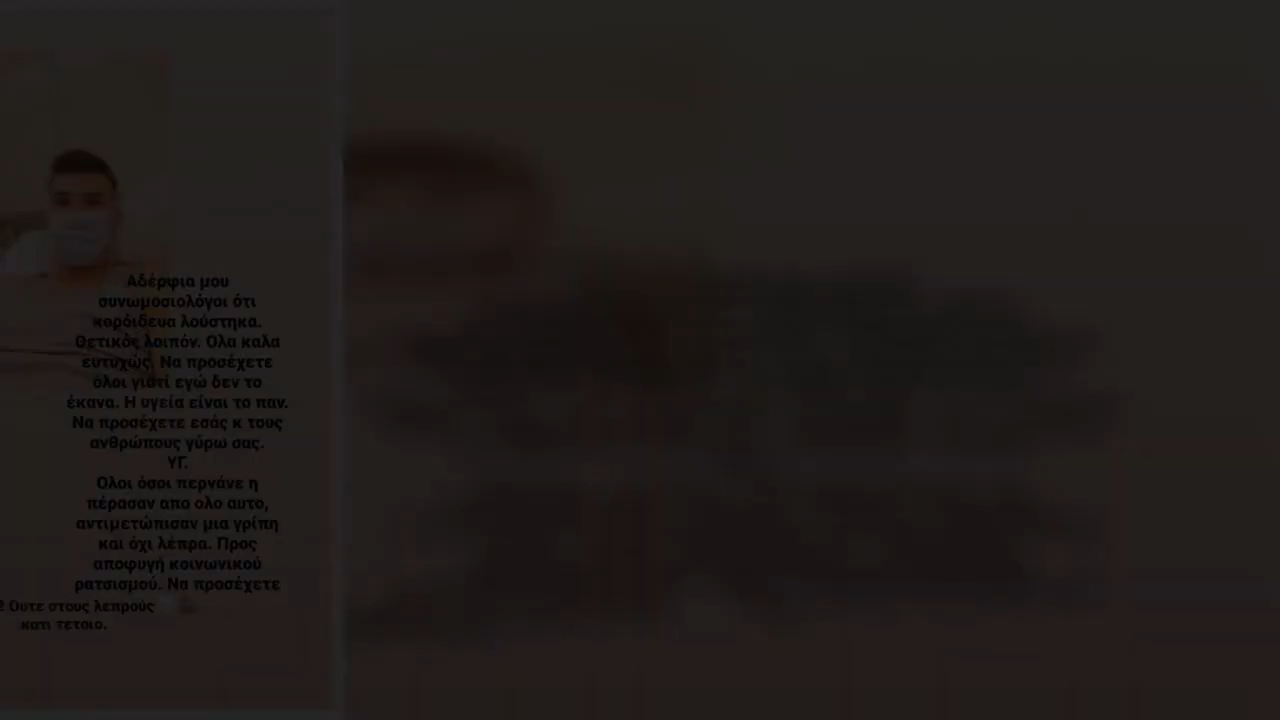 Αδέρφια μου
συνωμοσιολόγοι ότι
κορόιδευα λούστηκα.
Θετικός λοιπόν. Ολα καλα
ευτυχώς. Να προσέχετε
όλοι γιατί εγώ δεν το
έκανα. Η υγεία είναι το παν.
Να προσέχετε εσάς κ τους
ανθρώπους γύρω σας.
ΥΓ.
Ολοι όσοι περνάνε η
πέρασαν απο ολο αυτο,
αντιμετώπισαν μια γρίπη
και όχι λέπρα. Προς
αποφυγή κοινωνικού
ρατσισμού. Να προσέχετε
Ουτε στους λεπρούς
κατι τετοιο.